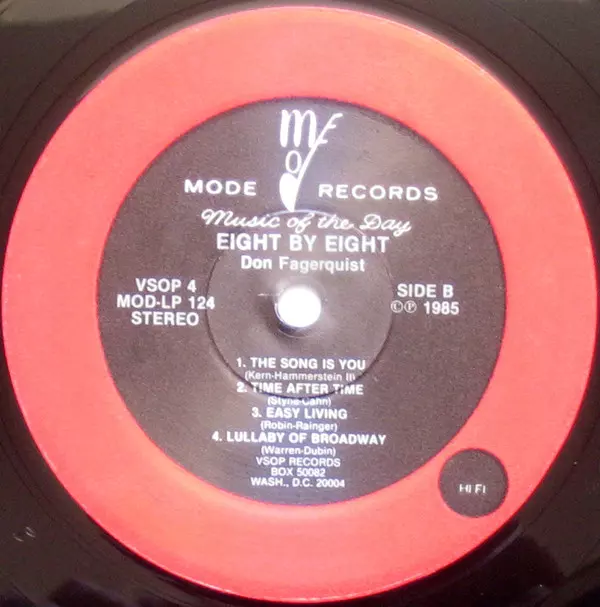 MODE RECORDS
Music of the Day
EIGHT BY EIGHT
Don Fagerquist
VSOP 4
MOD-LP 124
STEREO
SIDE B
©℗ 1985
1. THE SONG IS YOU
(Kern-Hammerstein II)
2. TIME AFTER TIME
(Styne-Cahn)
3. EASY LIVING
(Robin-Rainger)
4. LULLABY OF BROADWAY
(Warren-Dubin)
VSOP RECORDS
BOX 50082
WASH., D.C. 20004
HI FI